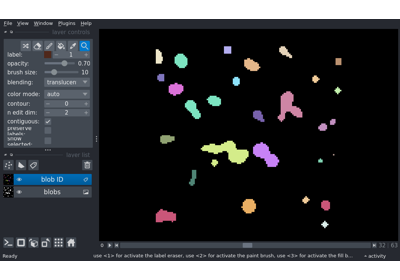 File View Window Plugins Help
layer controls
label: 1
opacity: 0.70
brush size: 10
blending: translucen
color mode: auto
contour: 0
n edit dim: 2
contiguous:
preserve
labels:
show
selected:
layer list
blob ID
blobs
32 63
Ready use <1> for activate the label eraser, use <2> for activate the paint brush, use <3> for activate the fill b... activity